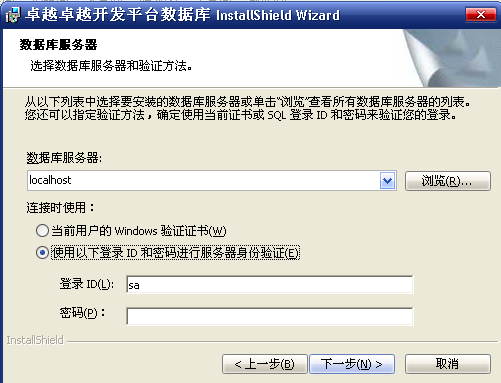 卓越卓越开发平台数据库 InstallShield Wizard
数据库服务器
选择数据库服务器和验证方法。
从以下列表中选择要安装的数据库服务器或单击“浏览”查看所有数据库服务器的列表。
您还可以指定验证方法，确定使用当前证书或 SQL 登录 ID 和密码来验证您的登录。
数据库服务器:
localhost
浏览(R)...
连接时使用：
当前用户的 Windows 验证证书(W)
使用以下登录 ID 和密码进行服务器身份验证(E)
登录 ID(L): sa
密码(P)：
InstallShield
< 上一步(B) 下一步(N) > 取消